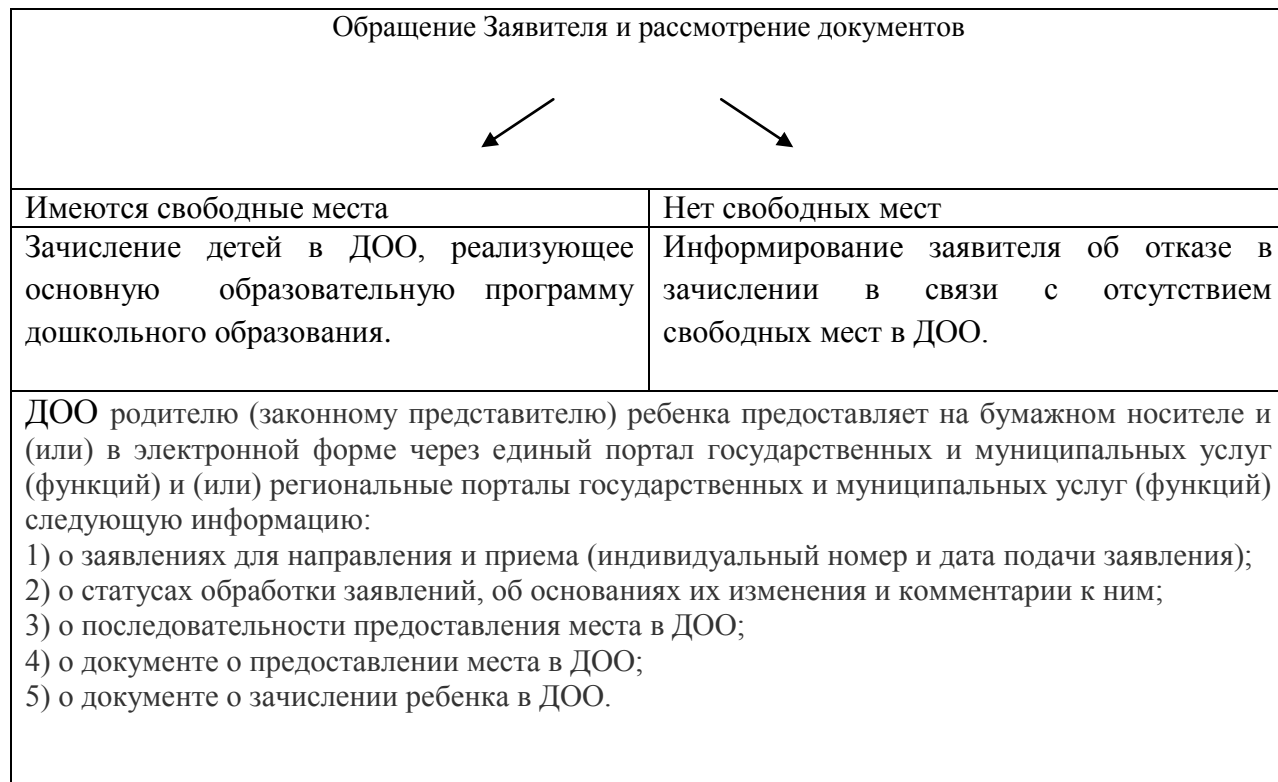 Обращение Заявителя и рассмотрение документов
Имеются свободные места
Зачисление детей в ДОО, реализующее
основную образовательную программу
дошкольного образования.
Нет свободных мест
Информирование заявителя об отказе в
зачислении в связи с отсутствием
свободных мест в ДОО.
ДОО родителю (законному представителю) ребенка предоставляет на бумажном носителе и
(или) в электронной форме через единый портал государственных и муниципальных услуг
(функций) и (или) региональные порталы государственных и муниципальных услуг (функций)
следующую информацию:
1) о заявлениях для направления и приема (индивидуальный номер и дата подачи заявления);
2) о статусах обработки заявлений, об основаниях их изменения и комментарии к ним;
3) о последовательности предоставления места в ДОО;
4) о документе о предоставлении места в ДОО;
5) о документе о зачислении ребенка в ДОО.